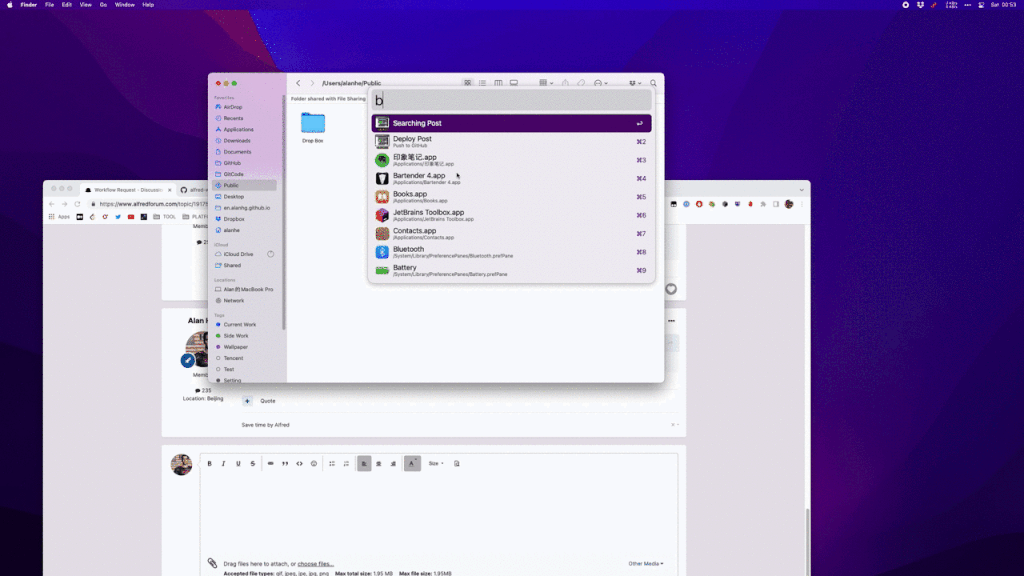 Finder File Edit View Go Window Help
Sat 00:53
/Users/alanhe/Public
Favorites
AirDrop
Recents
Applications
Downloads
Documents
GitHub
GitCode
Public
Desktop
en.alanhg.github.io
Dropbox
alanhe
iCloud
iCloud Drive
Shared
Locations
Alan的MacBook Pro
Network
Tags
Current Work
Side Work
Wallpaper
Tencent
Test
Setting
Folder shared with File Sharing
Drop Box
b
Searching Post
Deploy Post ⌘2
Push to GitHub
印象笔记.app ⌘3
/Applications/印象笔记.app
Bartender 4.app ⌘4
/Applications/Bartender 4.app
Books.app ⌘5
/Applications/Books.app
JetBrains Toolbox.app ⌘6
/Applications/JetBrains Toolbox.app
Contacts.app ⌘7
/Applications/Contacts.app
Bluetooth ⌘8
/System/Library/PreferencePanes/Bluetooth.prefPane
Battery ⌘9
/System/Library/PreferencePanes/Battery.prefPane
Workflow Request - Discussion
alfred
https://www.alfredforum.com/topic/1917
Apps
TOOL
PLATF
Memb
Alan H
Memb
235
Location: Beijing
Quote
Save time by Alfred
B I U S
A Size
Drag files here to attach, or choose files...
Other Media
Accepted file types: gif, jpeg, jpe, jpg, png Max total size: 1.95 MB Max file size: 1.95MB